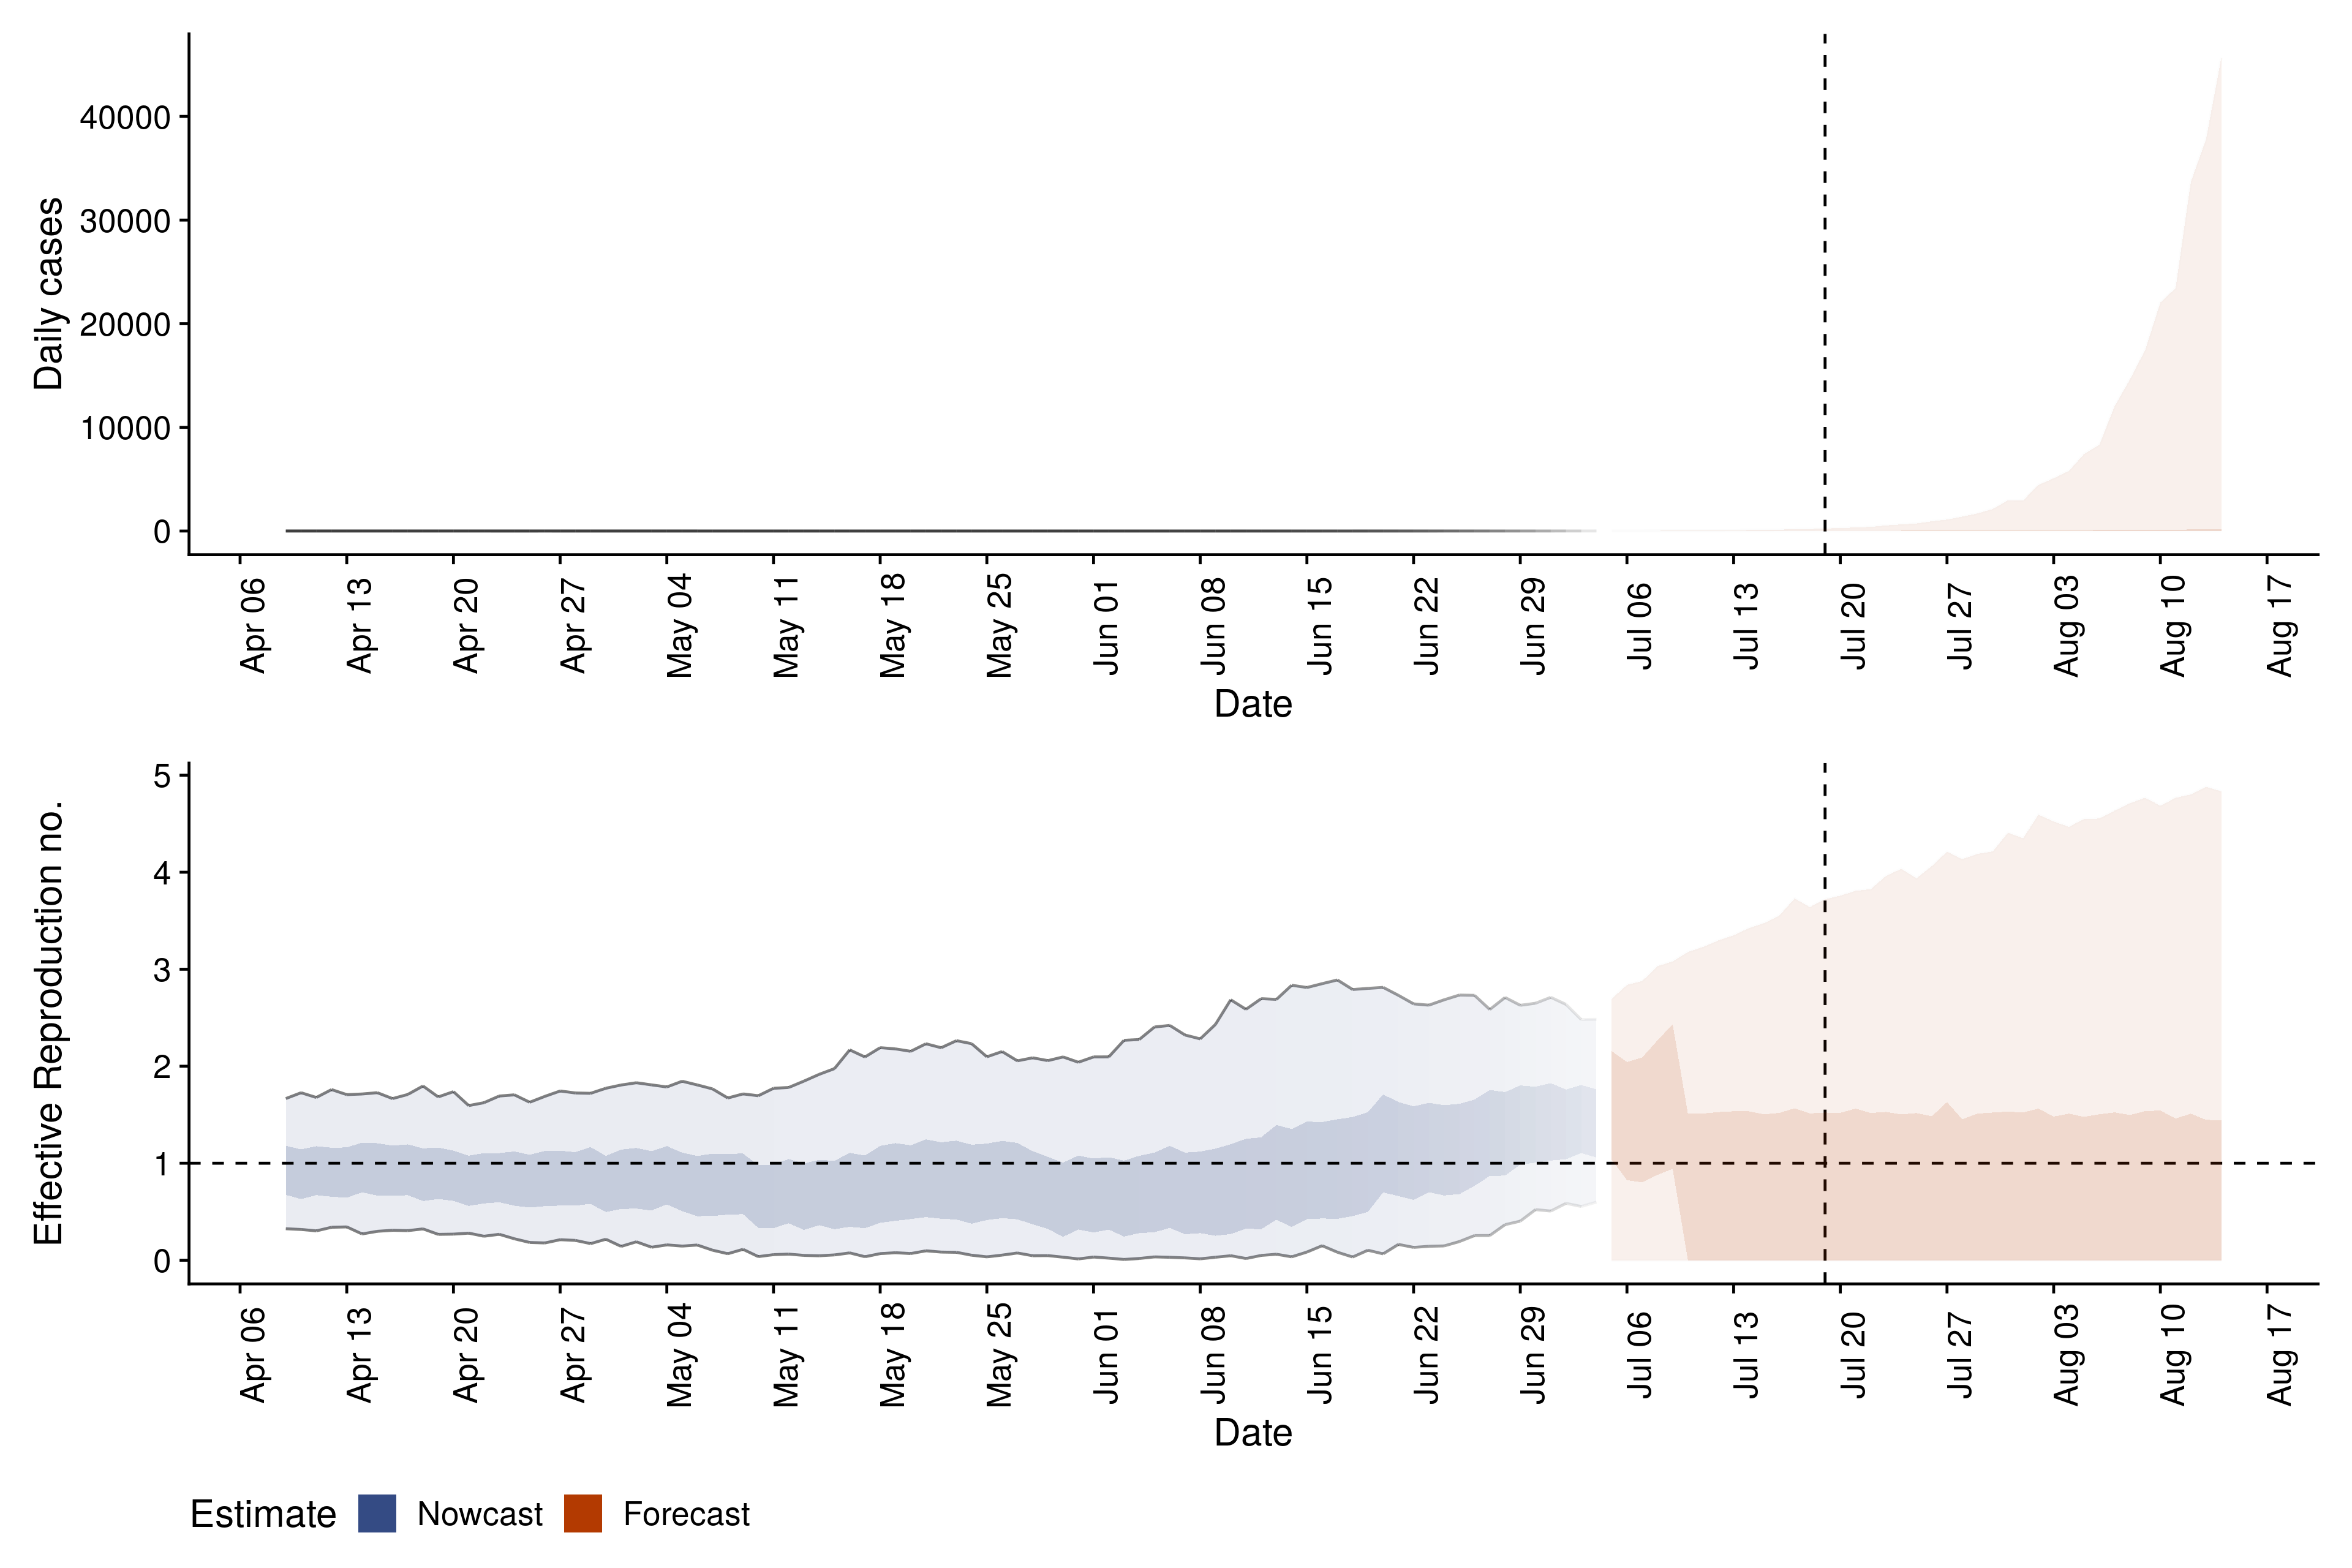 Daily cases
40000
30000
20000
10000
0
Apr 06
Apr 13
Apr 20
Apr 27
May 04
May 11
May 18
May 25
Jun 01
Jun 08
Jun 15
Jun 22
Jun 29
Jul 06
Jul 13
Jul 20
Jul 27
Aug 03
Aug 10
Aug 17
Date
Effective Reproduction no.
5
4
3
2
1
0
Apr 06
Apr 13
Apr 20
Apr 27
May 04
May 11
May 18
May 25
Jun 01
Jun 08
Jun 15
Jun 22
Jun 29
Jul 06
Jul 13
Jul 20
Jul 27
Aug 03
Aug 10
Aug 17
Date
Estimate Nowcast Forecast